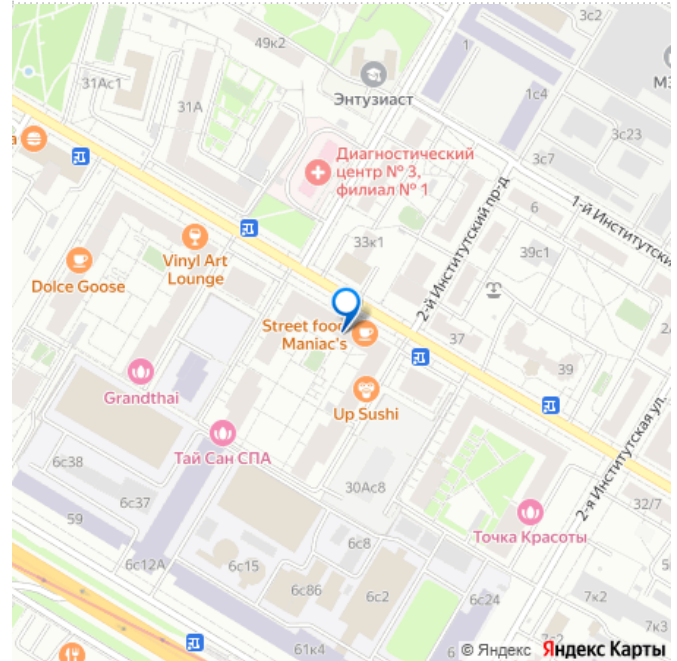 3с2
49к2
1
МЗ
Энтузиаст
31Ас1
31А
1с4
3с23
Диагностический
центр № 3,
филиал № 1
3с7
2-й Институтский пр-д
6
1-й Институтский
33к1
39с1
Vinyl Art
Lounge
Dolce Goose
Street food
Maniac's
37
39
Grandthai
Up Sushi
2-я Институтская ул.
Тай Сан СПА
6с38
30Ас8
6с37
32/7
59
Точка Красоты
6с8
6с12А
6с15
6с86
6с2
6с24
7к2
7к3
61к4
© Яндекс Яндекс Карты